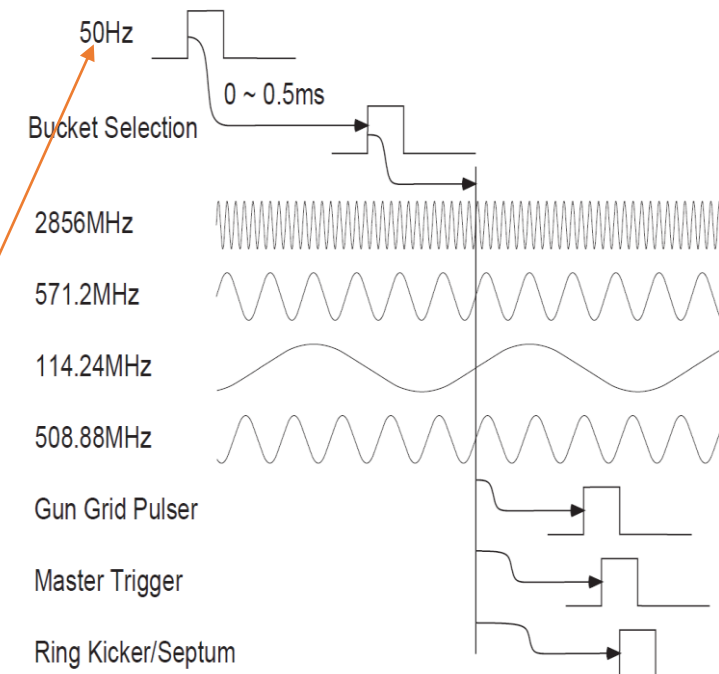 50Hz
0 ~ 0.5ms
Bucket Selection
2856MHz
571.2MHz
114.24MHz
508.88MHz
Gun Grid Pulser
Master Trigger
Ring Kicker/Septum